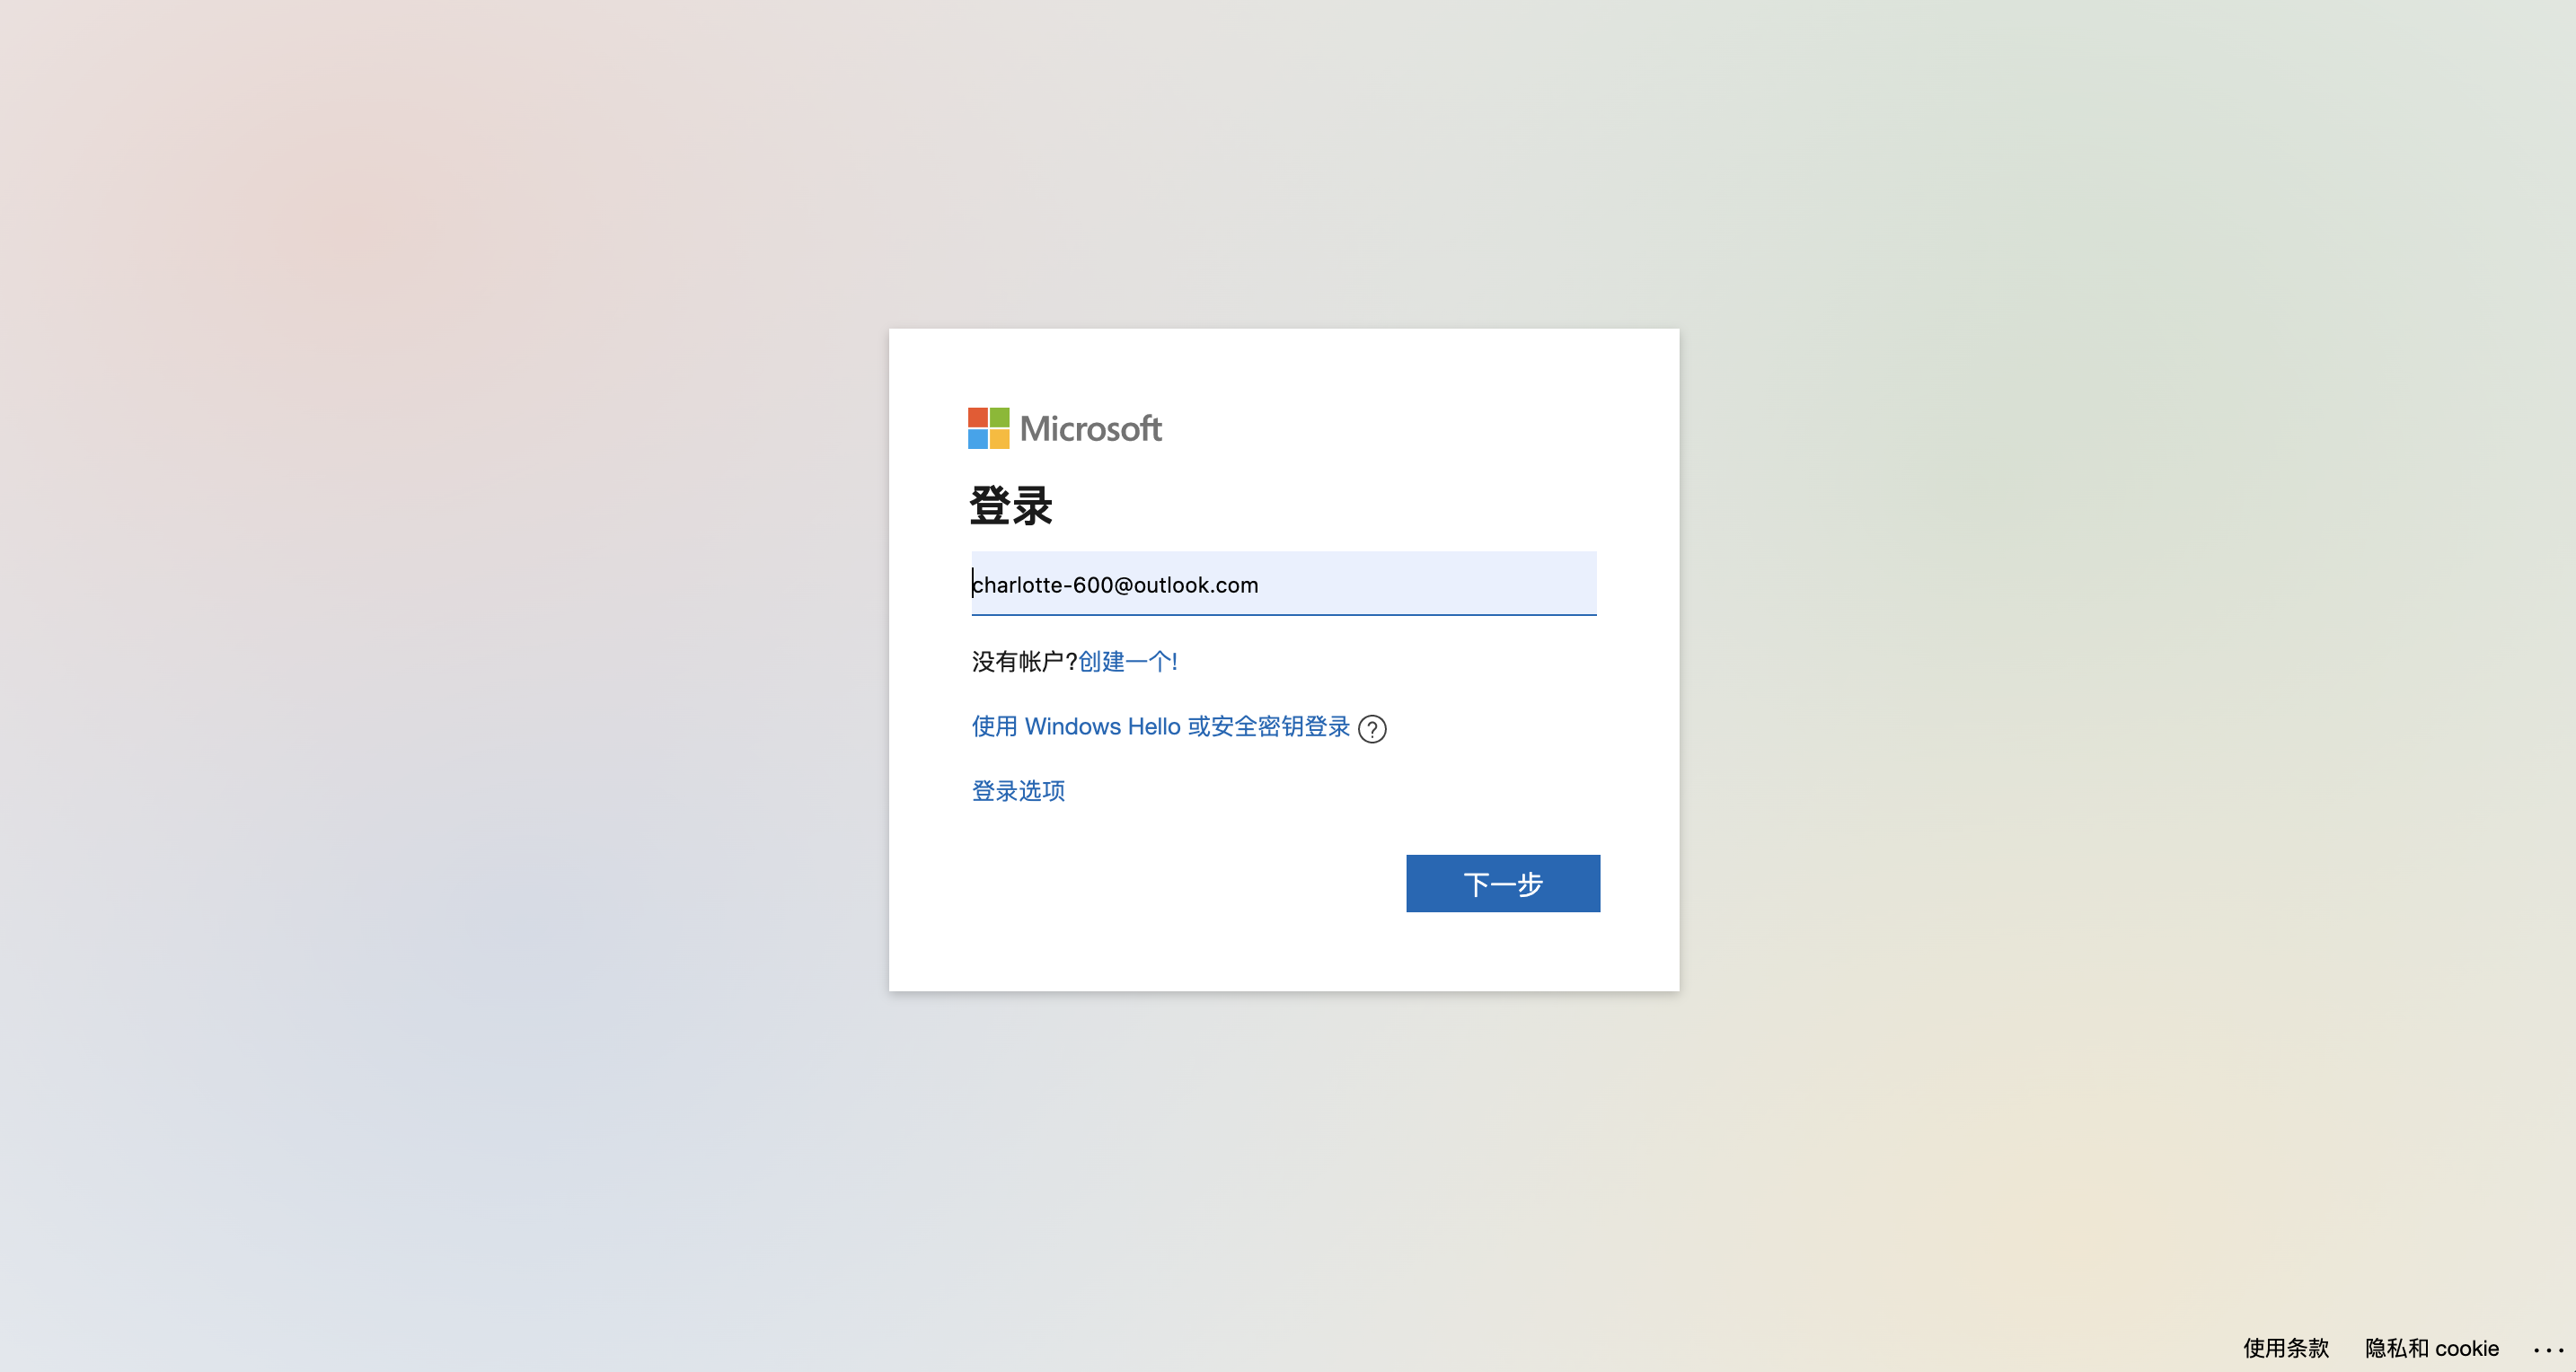 Microsoft
登录
charlotte-600@outlook.com
没有帐户?创建一个!
使用 Windows Hello 或安全密钥登录 ?
登录选项
下一步
使用条款 隐私和 cookie ...